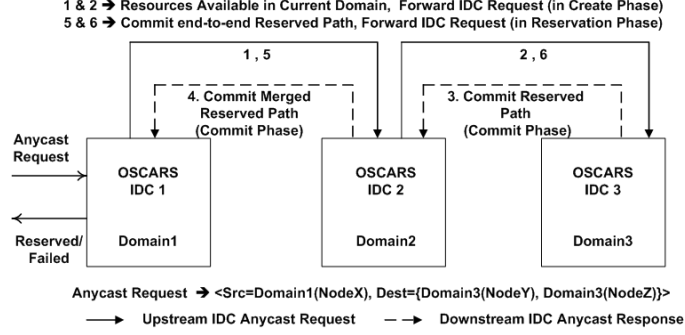 1 & 2 → Resources Available in Current Domain, Forward IDC Request (in Create Phase)
5 & 6 → Commit end-to-end Reserved Path, Forward IDC Request (in Reservation Phase)
1 , 5
2, 6
4. Commit Merged
Reserved Path
(Commit Phase)
3. Commit Reserved
Path
(Commit Phase)
Anycast
Request
OSCARS
IDC 1
OSCARS
IDC 2
OSCARS
IDC 3
Reserved/
Failed
Domain1
Domain2
Domain3
Anycast Request → <Src=Domain1(NodeX), Dest={Domain3(NodeY), Domain3(NodeZ)}>
Upstream IDC Anycast Request
Downstream IDC Anycast Response